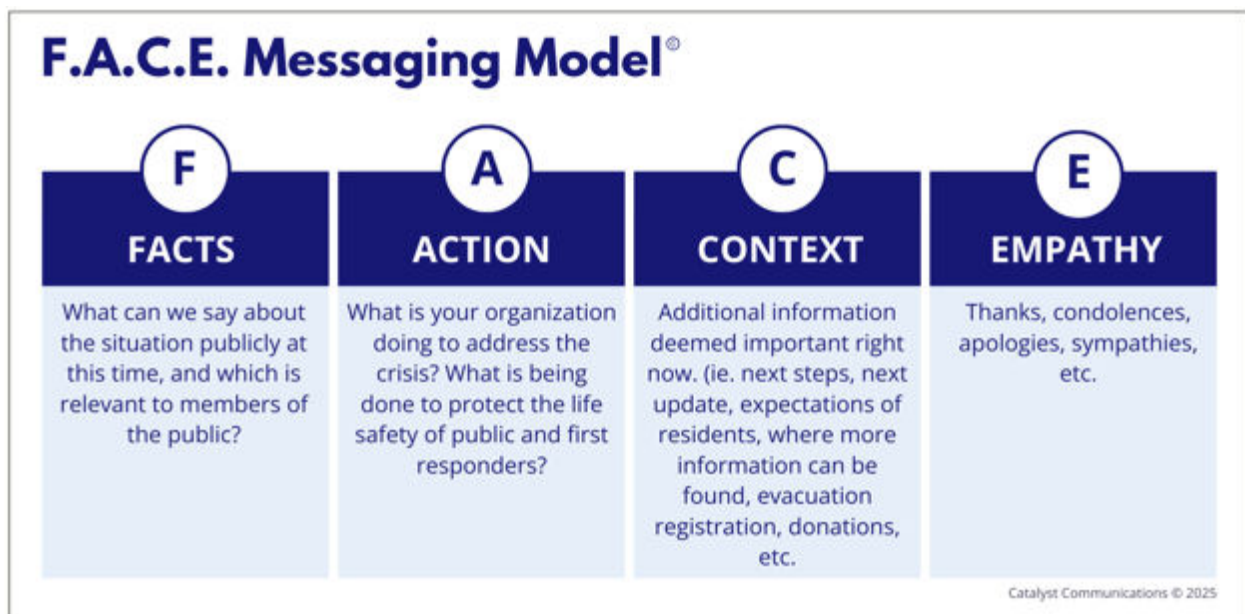 F.A.C.E. Messaging Model©
F
FACTS
What can we say about
the situation publicly at
this time, and which is
relevant to members of
the public?
A
ACTION
What is your organization
doing to address the
crisis? What is being
done to protect the life
safety of public and first
responders?
C
CONTEXT
Additional information
deemed important right
now. (ie. next steps, next
update, expectations of
residents, where more
information can be
found, evacuation
registration, donations,
etc.
E
EMPATHY
Thanks, condolences,
apologies, sympathies,
etc.
Catalyst Communications © 2025